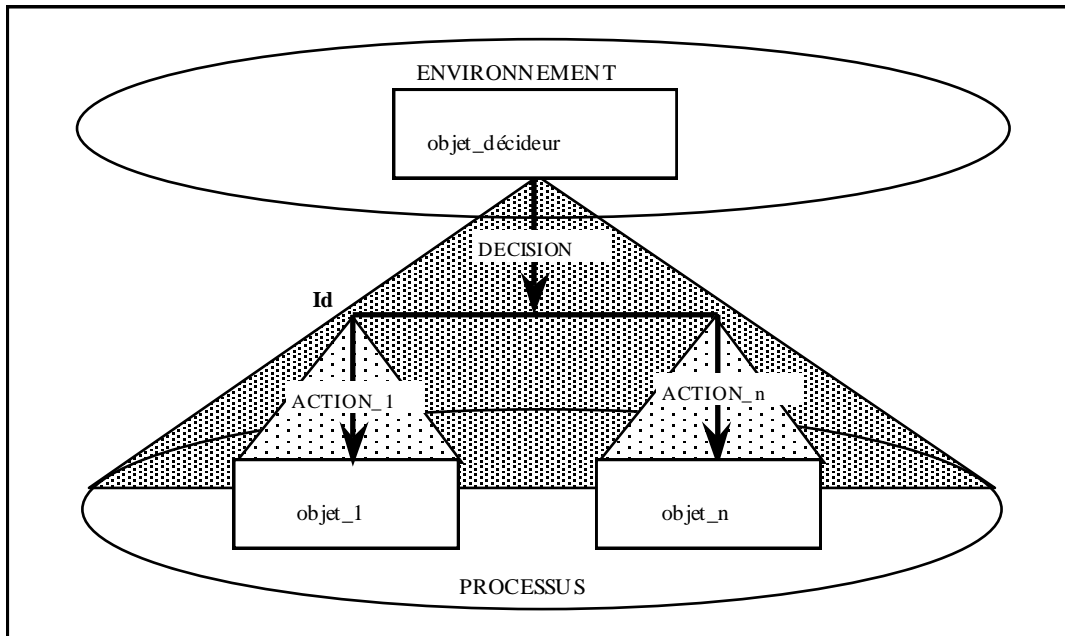 ENVIRONNEMENT
objet_décideur
DECISION
Id
ACTION_1
ACTION_n
objet_1
objet_n
PROCESSUS